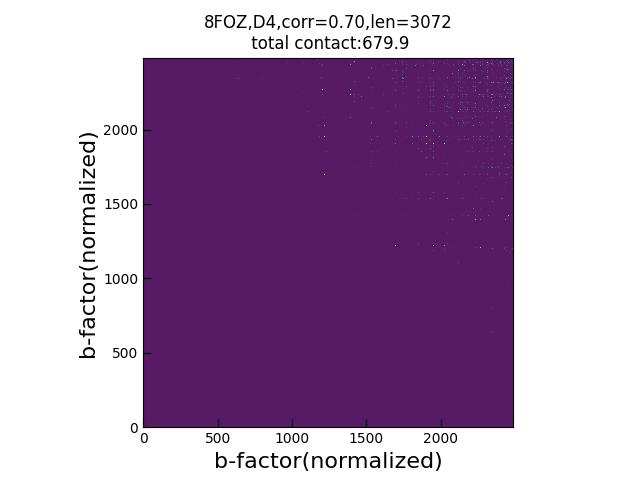 8FOZ,D4,corr=0.70,len=3072
total contact:679.9
b-factor(normalized)
2000
1500
1000
500
0
0 500 1000 1500 2000
b-factor(normalized)